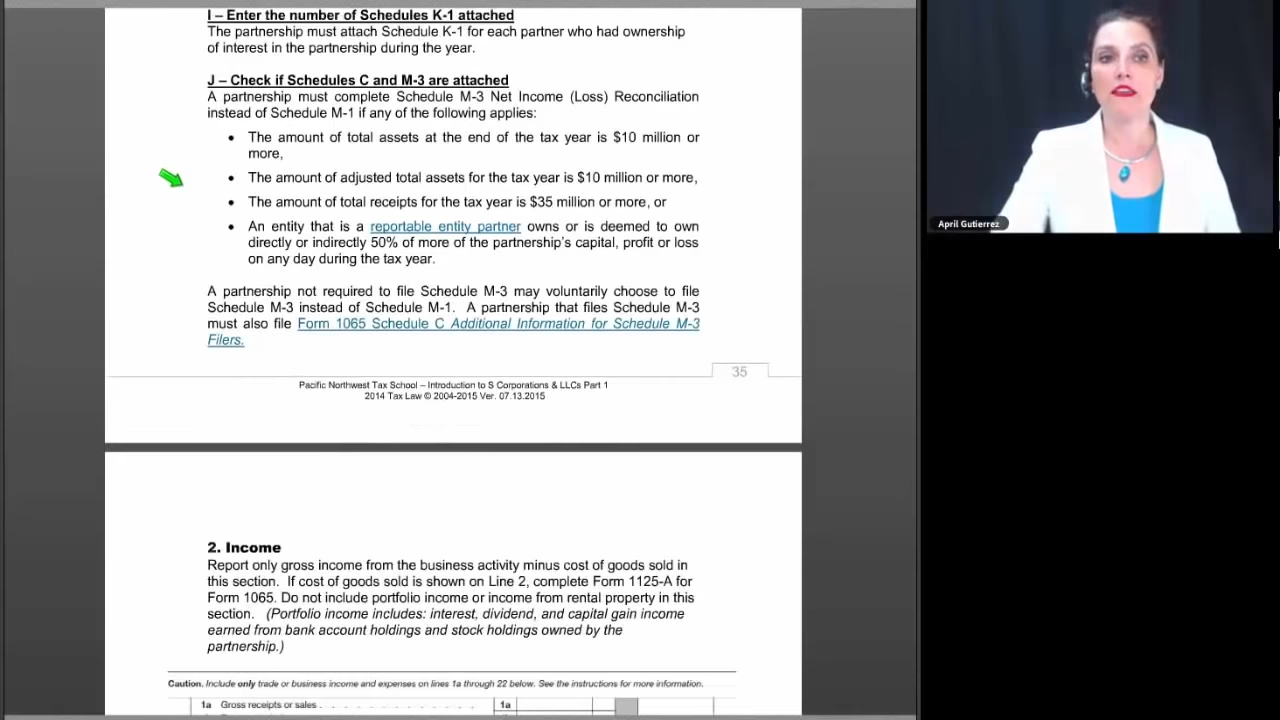 I – Enter the number of Schedules K-1 attached
The partnership must attach Schedule K-1 for each partner who had ownership
of interest in the partnership during the year.
J – Check if Schedules C and M-3 are attached
A partnership must complete Schedule M-3 Net Income (Loss) Reconciliation
instead of Schedule M-1 if any of the following applies:
• The amount of total assets at the end of the tax year is $10 million or
more,
• The amount of adjusted total assets for the tax year is $10 million or more,
• The amount of total receipts for the tax year is $35 million or more, or
• An entity that is a reportable entity partner owns or is deemed to own
directly or indirectly 50% of more of the partnership's capital, profit or loss
on any day during the tax year.
A partnership not required to file Schedule M-3 may voluntarily choose to file
Schedule M-3 instead of Schedule M-1. A partnership that files Schedule M-3
must also file Form 1065 Schedule C Additional Information for Schedule M-3
Filers.
35
Pacific Northwest Tax School – Introduction to S Corporations & LLCs Part 1
2014 Tax Law © 2004-2015 Ver. 07.13.2015
2. Income
Report only gross income from the business activity minus cost of goods sold in
this section. If cost of goods sold is shown on Line 2, complete Form 1125-A for
Form 1065. Do not include portfolio income or income from rental property in this
section. (Portfolio income includes: interest, dividend, and capital gain income
earned from bank account holdings and stock holdings owned by the
partnership.)
Caution. Include only trade or business income and expenses on lines 1a through 22 below. See the instructions for more information.
1a Gross receipts or sales . . . . . . . . . . . . . 1a
April Gutierrez